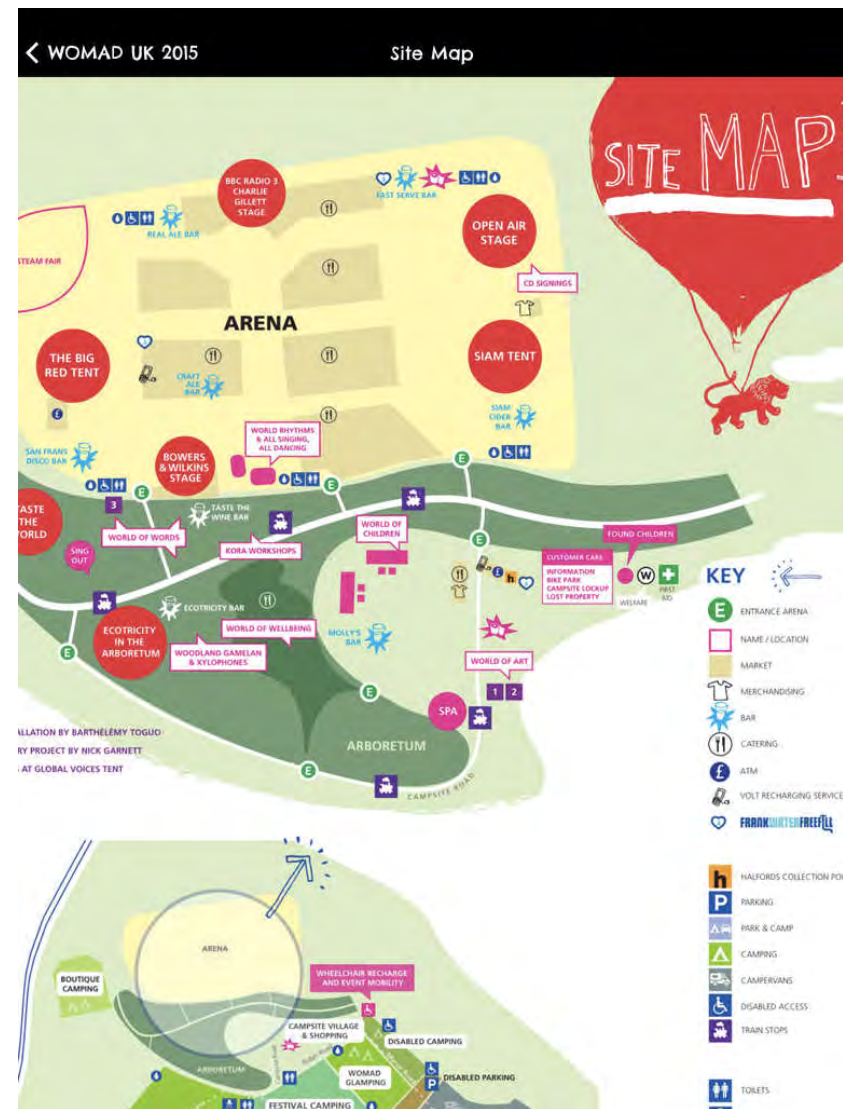 WOMAD UK 2015
Site Map
SITE MAP
BBC RADIO 3
CHARLIE
GILLETT
STAGE
FAST SERVE BAR
REAL ALE BAR
OPEN AIR
STAGE
STEAM FAIR
CD SIGNINGS
ARENA
THE BIG
RED TENT
SIAM TENT
CRAFT
ALE
BAR
£
SIAM
CIDER
BAR
WORLD RHYTHMS
& ALL SINGING,
ALL DANCING
SAN FRANS
DISCO BAR
BOWERS
& WILKINS
STAGE
E
E
E
3
TASTE THE
WINE BAR
TASTE
THE
WORLD
WORLD OF WORDS
SING
OUT
KORA WORKSHOPS
WORLD OF
CHILDREN
E
FOUND CHILDREN
CUSTOMER CARE
INFORMATION
BIKE PARK
CAMPSITE LOCKUP
LOST PROPERTY
£
h
W
WELFARE
FIRST
AID
ECOTRICITY BAR
ECOTRICITY
IN THE
ARBORETUM
E
WORLD OF WELLBEING
MOLLY'S
BAR
WOODLAND GAMELAN
& XYLOPHONES
WORLD OF ART
1 2
E
SPA
ARBORETUM
E
CAMPSITE ROAD
ALLATION BY BARTHÉLÉMY TOGUO
RY PROJECT BY NICK GARNETT
AT GLOBAL VOICES TENT
KEY
E ENTRANCE ARENA
NAME / LOCATION
MARKET
MERCHANDISING
BAR
CATERING
£ ATM
VOLT RECHARGING SERVICE
FRANK WATER FREEFILL
h HALFORDS COLLECTION PO
P PARKING
PARK & CAMP
CAMPING
CAMPERVANS
DISABLED ACCESS
TRAIN STOPS
TOILETS
ARENA
BOUTIQUE
CAMPING
WHEELCHAIR RECHARGE
AND EVENT MOBILITY
CAMPSITE VILLAGE
& SHOPPING
DISABLED CAMPING
ARBORETUM
WOMAD
GLAMPING
P
DISABLED PARKING
FESTIVAL CAMPING